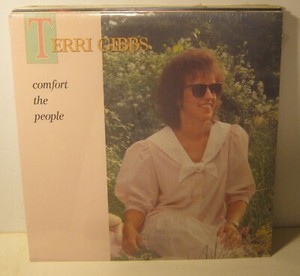 TERRI GIBBS
comfort
the
people